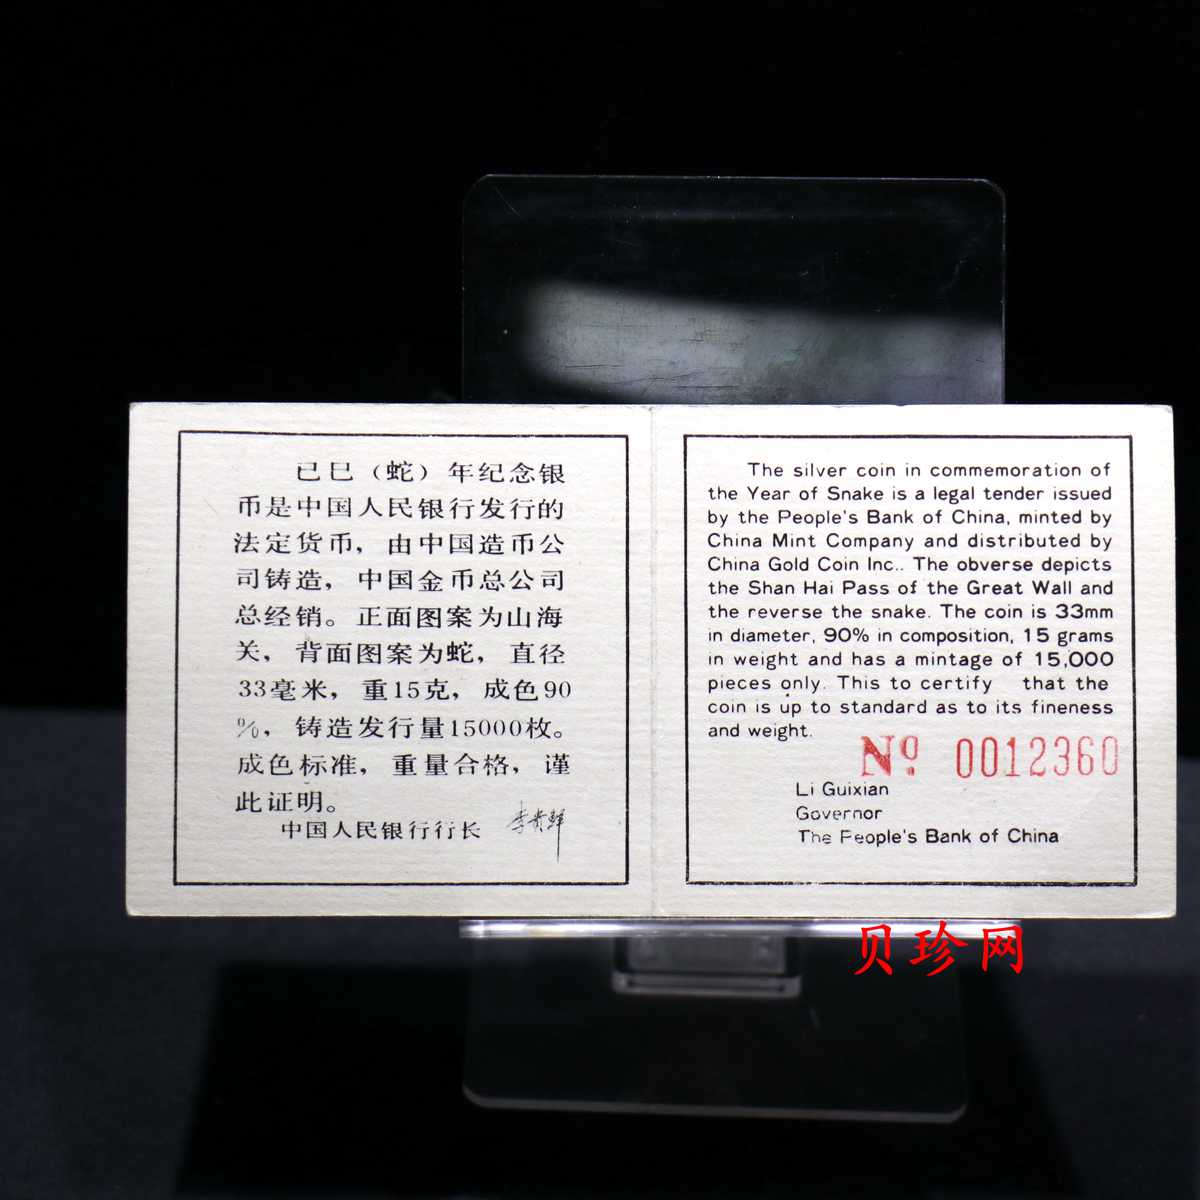 已巳（蛇）年纪念银
币是中国人民银行发行的
法定货币，由中国造币公
司铸造，中国金币总公司
总经销。正面图案为山海
关，背面图案为蛇，直径
33毫米，重15克，成色90
%，铸造发行量15000枚。
成色标准，重量合格，谨
此证明。
中国人民银行行长 李贵鲜
The silver coin in commemoration of
the Year of Snake is a legal tender issued
by the People's Bank of China, minted by
China Mint Company and distributed by
China Gold Coin Inc.. The obverse depicts
the Shan Hai Pass of the Great Wall and
the reverse the snake. The coin is 33mm
in diameter, 90% in composition, 15 grams
in weight and has a mintage of 15,000
pieces only. This to certify that the
coin is up to standard as to its fineness
and weight.
No. 0012360
Li Guixian
Governor
The People's Bank of China
贝珍网